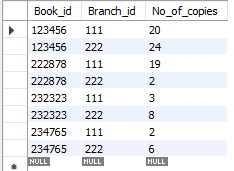 Book_id Branch_id No_of_copies
123456 111 20
123456 222 24
222878 111 19
222878 222 2
232323 111 3
232323 222 8
234765 111 2
234765 222 6
NULL NULL NULL